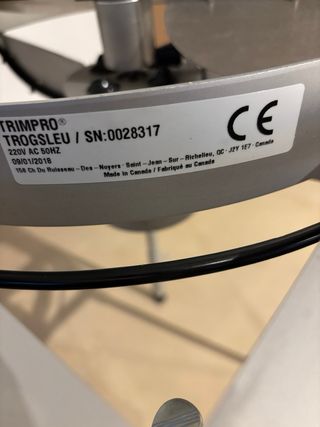 TRIMPRO®
TROGSLEU / SN:0028317
220V AC 50HZ
09/01/2018
158 Ch Du Ruisseau - Des - Noyers · Saint - Jean - Sur - Richelieu, QC · J2Y 1E7 · Canada
Made in Canada / Fabriqué au Canada
CE